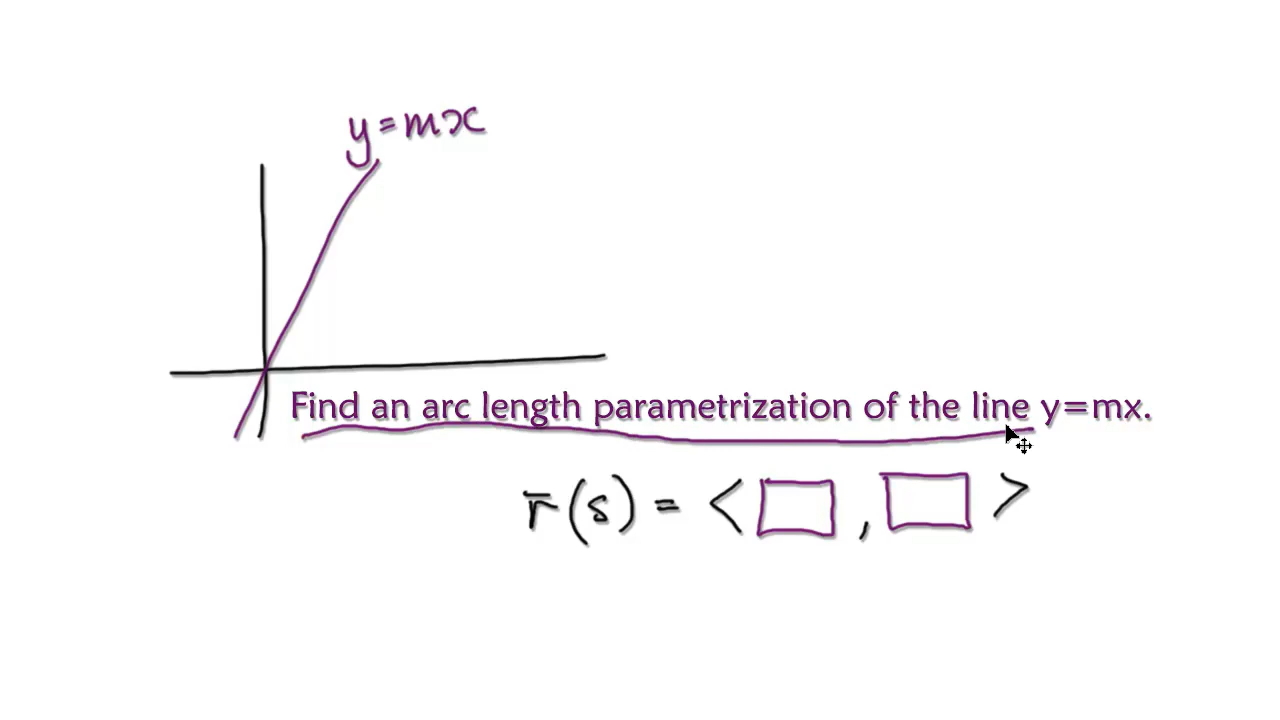 y=mx
Find an arc length parametrization of the line y=mx.
r̄(s) = < □ , □ >